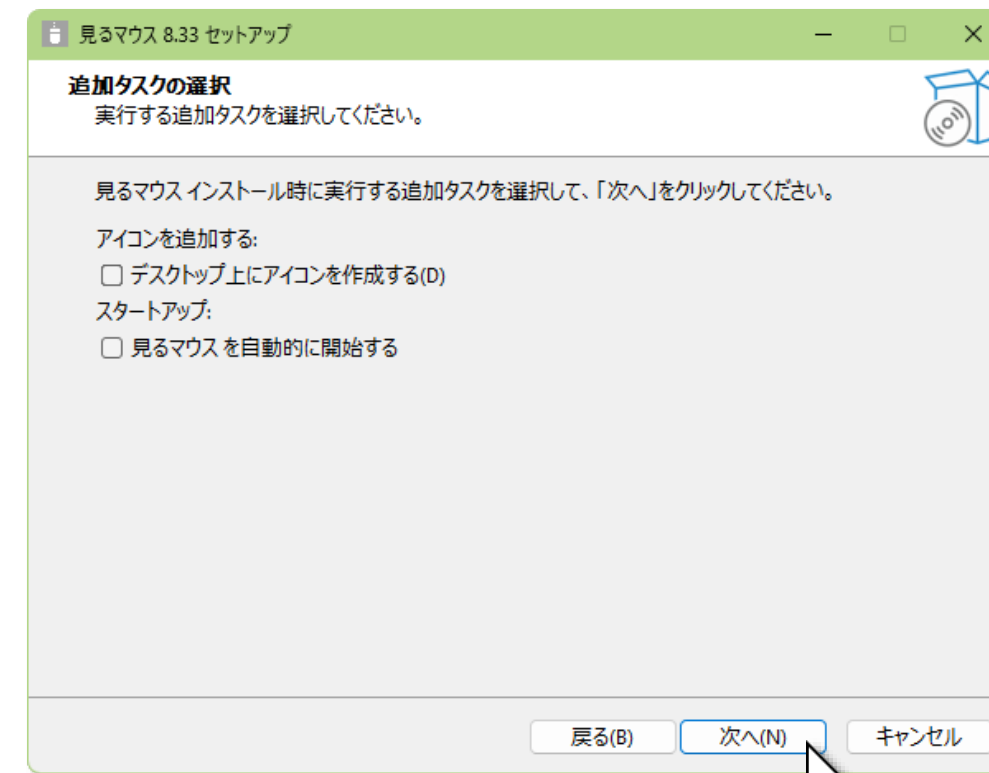 見るマウス 8.33 セットアップ
追加タスクの選択
実行する追加タスクを選択してください。
見るマウス インストール時に実行する追加タスクを選択して、「次へ」をクリックしてください。
アイコンを追加する:
デスクトップ上にアイコンを作成する(D)
スタートアップ:
見るマウス を自動的に開始する
戻る(B) 次へ(N) キャンセル